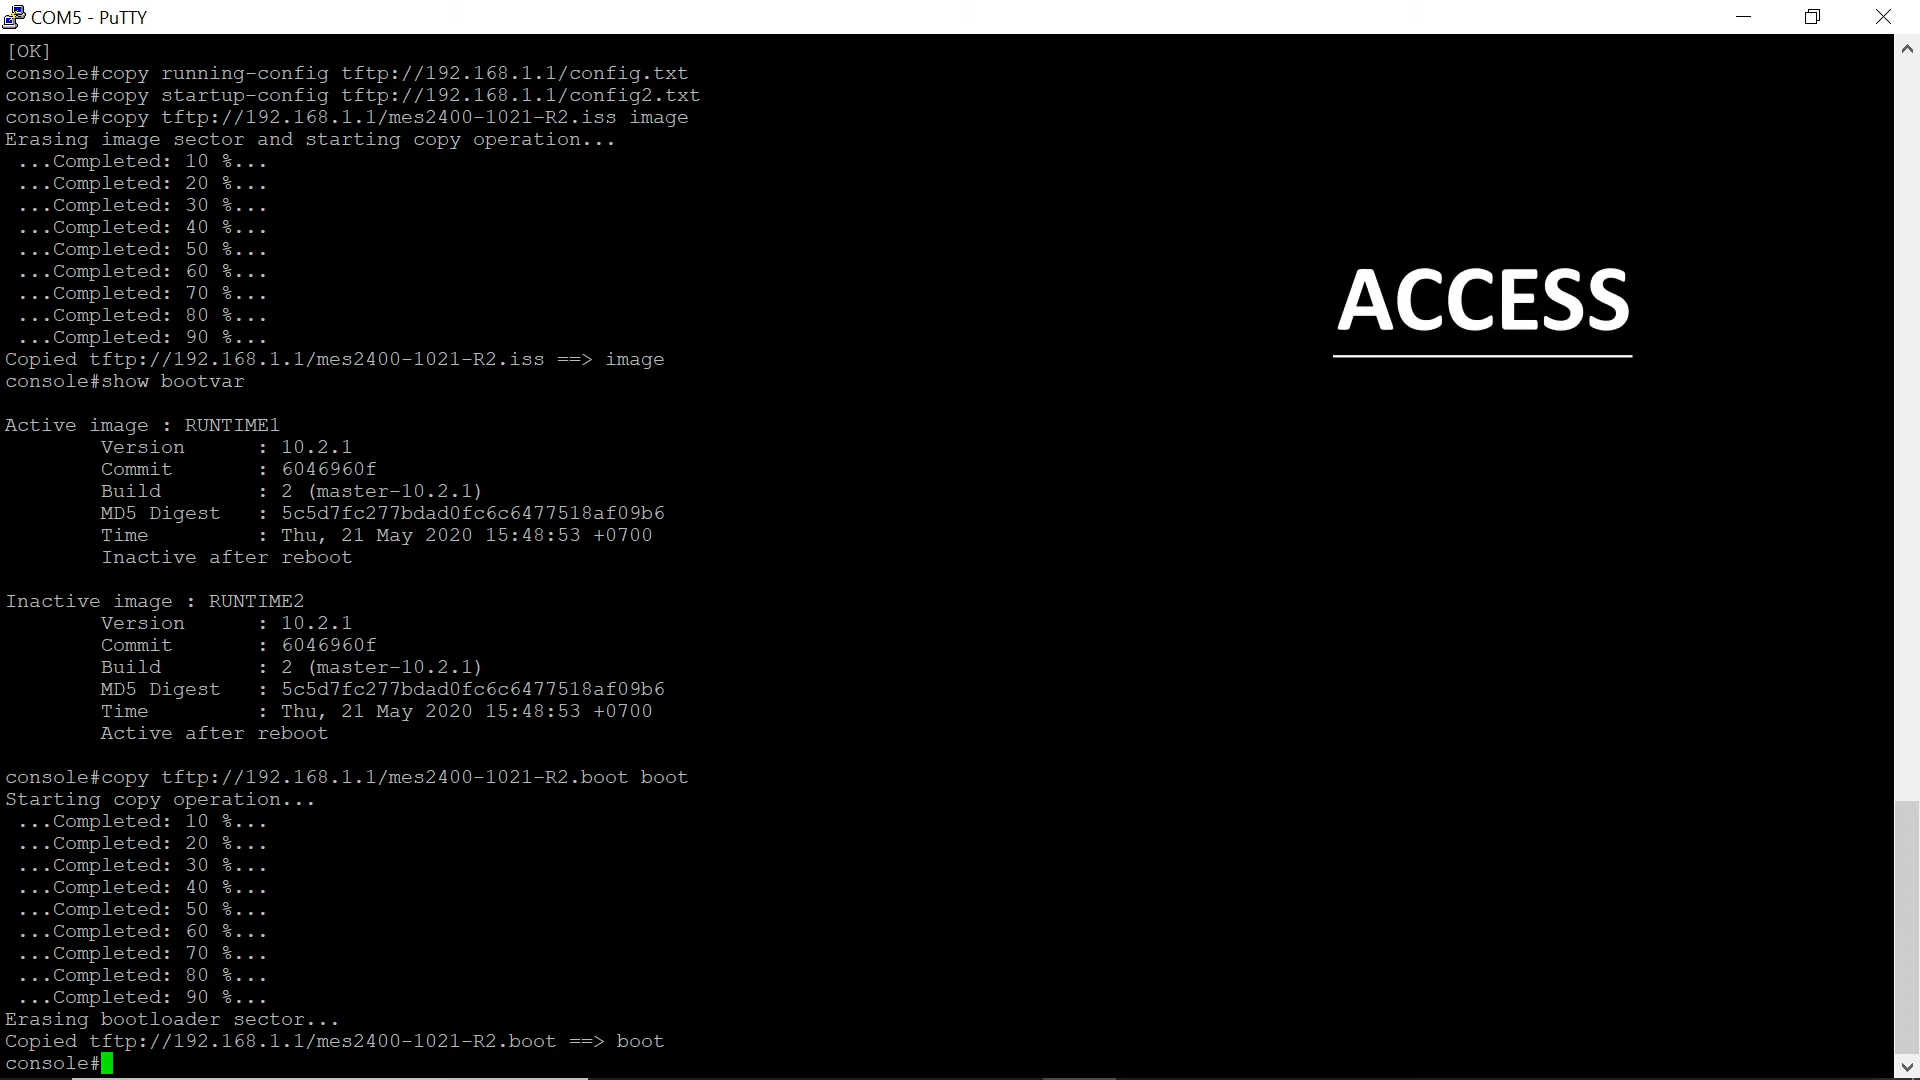 COM5 - PuTTY
[OK]
console#copy running-config tftp://192.168.1.1/config.txt
console#copy startup-config tftp://192.168.1.1/config2.txt
console#copy tftp://192.168.1.1/mes2400-1021-R2.iss image
Erasing image sector and starting copy operation...
...Completed: 10 %...
...Completed: 20 %...
...Completed: 30 %...
...Completed: 40 %...
...Completed: 50 %...
...Completed: 60 %...
...Completed: 70 %...
...Completed: 80 %...
...Completed: 90 %...
Copied tftp://192.168.1.1/mes2400-1021-R2.iss ==> image
console#show bootvar
Active image : RUNTIME1
Version : 10.2.1
Commit : 6046960f
Build : 2 (master-10.2.1)
MD5 Digest : 5c5d7fc277bdad0fc6c6477518af09b6
Time : Thu, 21 May 2020 15:48:53 +0700
Inactive after reboot
Inactive image : RUNTIME2
Version : 10.2.1
Commit : 6046960f
Build : 2 (master-10.2.1)
MD5 Digest : 5c5d7fc277bdad0fc6c6477518af09b6
Time : Thu, 21 May 2020 15:48:53 +0700
Active after reboot
console#copy tftp://192.168.1.1/mes2400-1021-R2.boot boot
Starting copy operation...
...Completed: 10 %...
...Completed: 20 %...
...Completed: 30 %...
...Completed: 40 %...
...Completed: 50 %...
...Completed: 60 %...
...Completed: 70 %...
...Completed: 80 %...
...Completed: 90 %...
Erasing bootloader sector...
Copied tftp://192.168.1.1/mes2400-1021-R2.boot ==> boot
console#
ACCESS